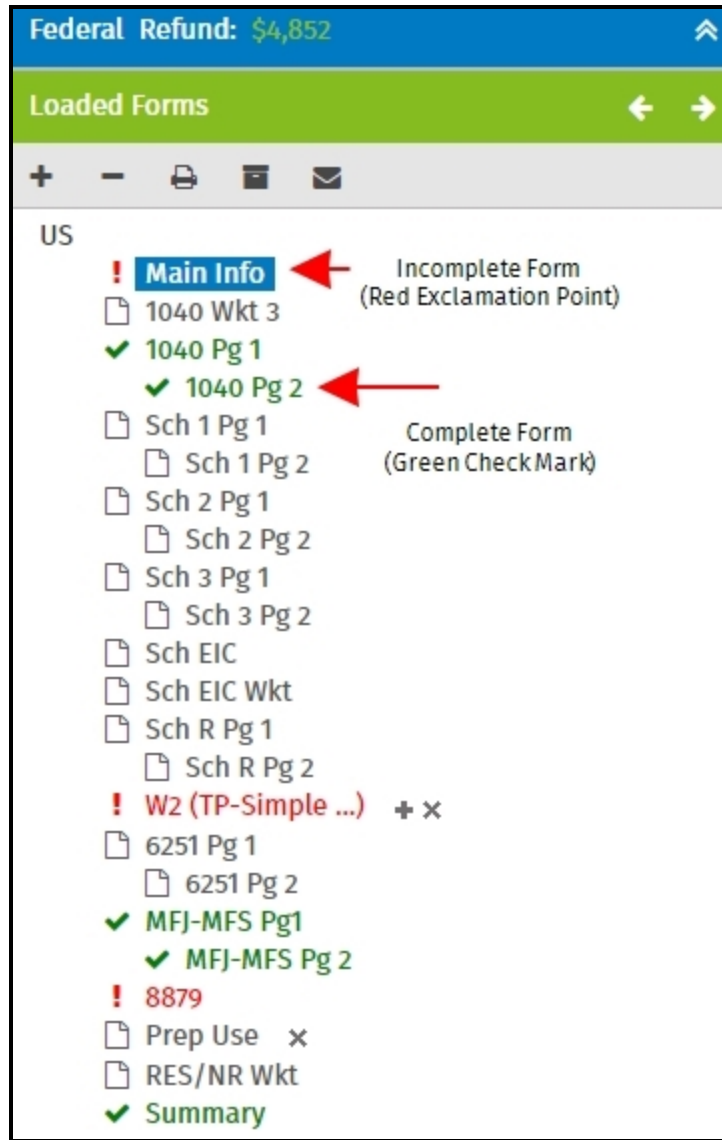 Federal Refund: $4,852
Loaded Forms
US
! Main Info
Incomplete Form
(Red Exclamation Point)
1040 Wkt 3
1040 Pg 1
1040 Pg 2
Complete Form
(Green Check Mark)
Sch 1 Pg 1
Sch 1 Pg 2
Sch 2 Pg 1
Sch 2 Pg 2
Sch 3 Pg 1
Sch 3 Pg 2
Sch EIC
Sch EIC Wkt
Sch R Pg 1
Sch R Pg 2
! W2 (TP-Simple ...)
6251 Pg 1
6251 Pg 2
MFJ-MFS Pg1
MFJ-MFS Pg 2
! 8879
Prep Use
RES/NR Wkt
Summary